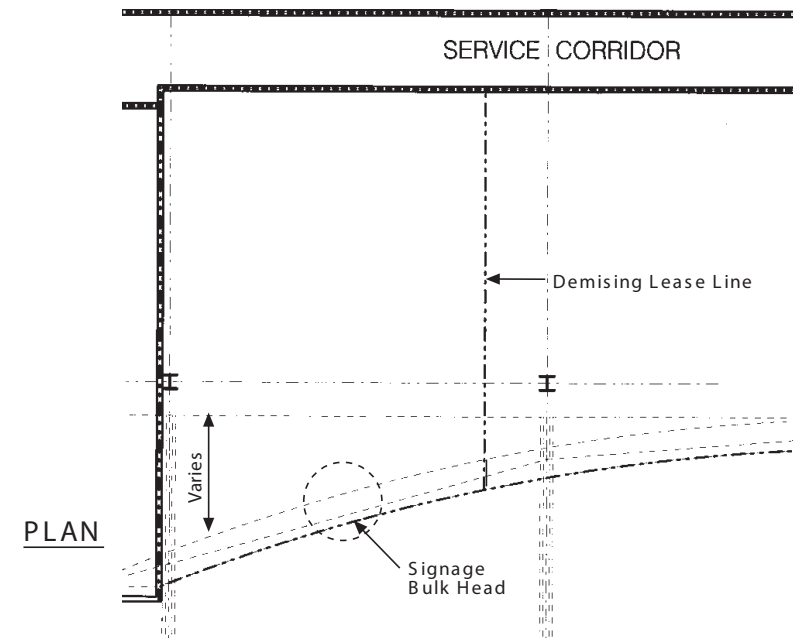 SERVICE CORRIDOR
Demising Lease Line
Varies
PLAN
Signage
Bulk Head